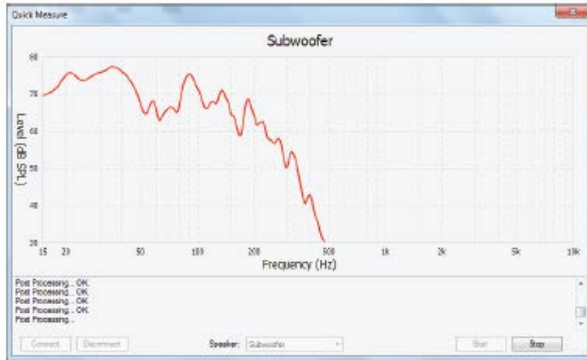 Quick Measure
Subwoofer
80
70
60
50
40
30
Level (dB SPL)
15 20 50 100 200 500 1k 2k 5k 10k
Frequency (Hz)
Post Processing... OK.
Post Processing... OK.
Post Processing... OK.
Post Processing... OK.
Post Processing...
Connect Disconnect Speaker: Subwoofer Start Stop